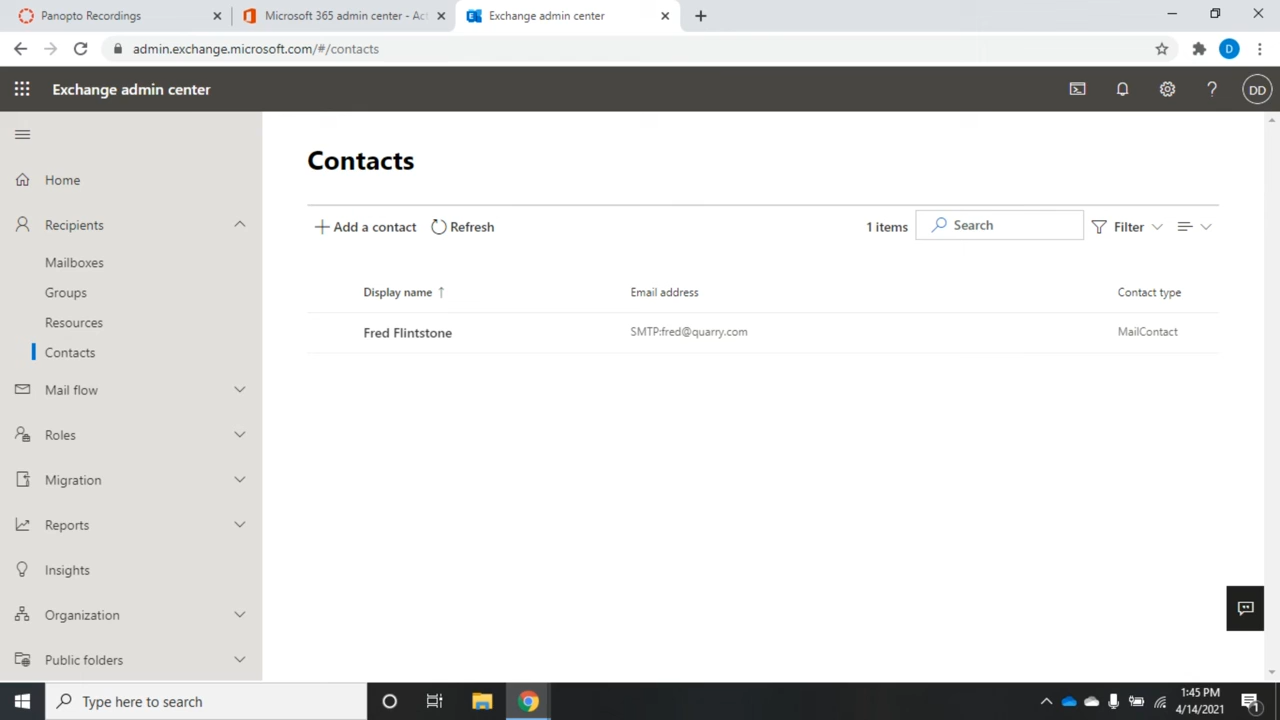 Panopto Recordings
Microsoft 365 admin center - Act
Exchange admin center
admin.exchange.microsoft.com/#/contacts
D
Exchange admin center
DD
Home
Recipients
Mailboxes
Groups
Resources
Contacts
Mail flow
Roles
Migration
Reports
Insights
Organization
Public folders
Contacts
Add a contact
Refresh
1 items
Search
Filter
Display name ↑
Email address
Contact type
Fred Flintstone
SMTP:fred@quarry.com
MailContact
Type here to search
1:45 PM
4/14/2021
1